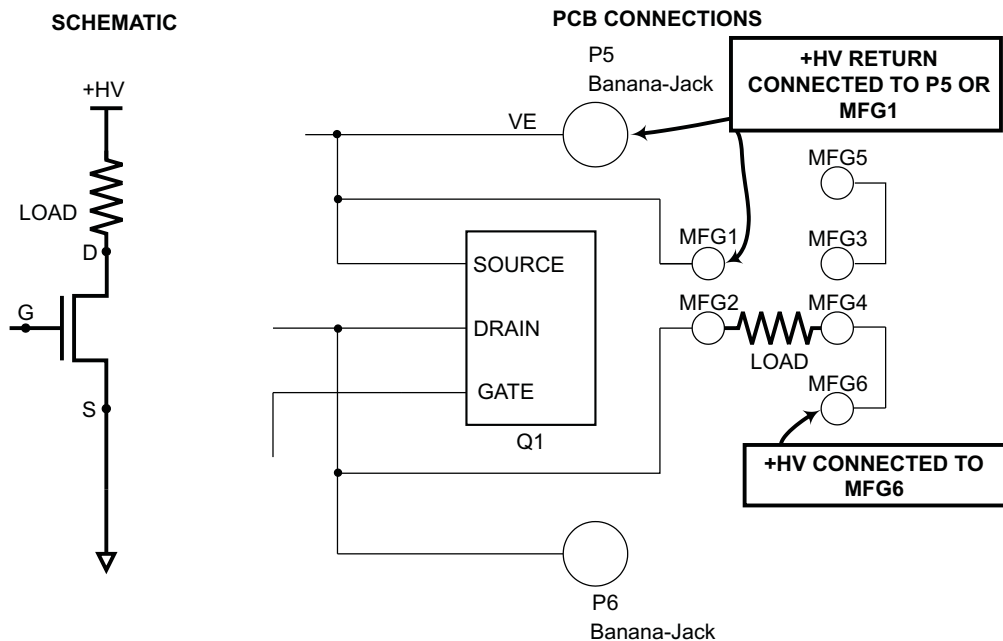 SCHEMATIC
PCB CONNECTIONS
+HV
LOAD
D
G
S
P5
Banana-Jack
+HV RETURN
CONNECTED TO P5 OR
MFG1
VE
MFG5
MFG1
MFG3
SOURCE
DRAIN
GATE
Q1
MFG2
MFG4
LOAD
MFG6
+HV CONNECTED TO
MFG6
P6
Banana-Jack